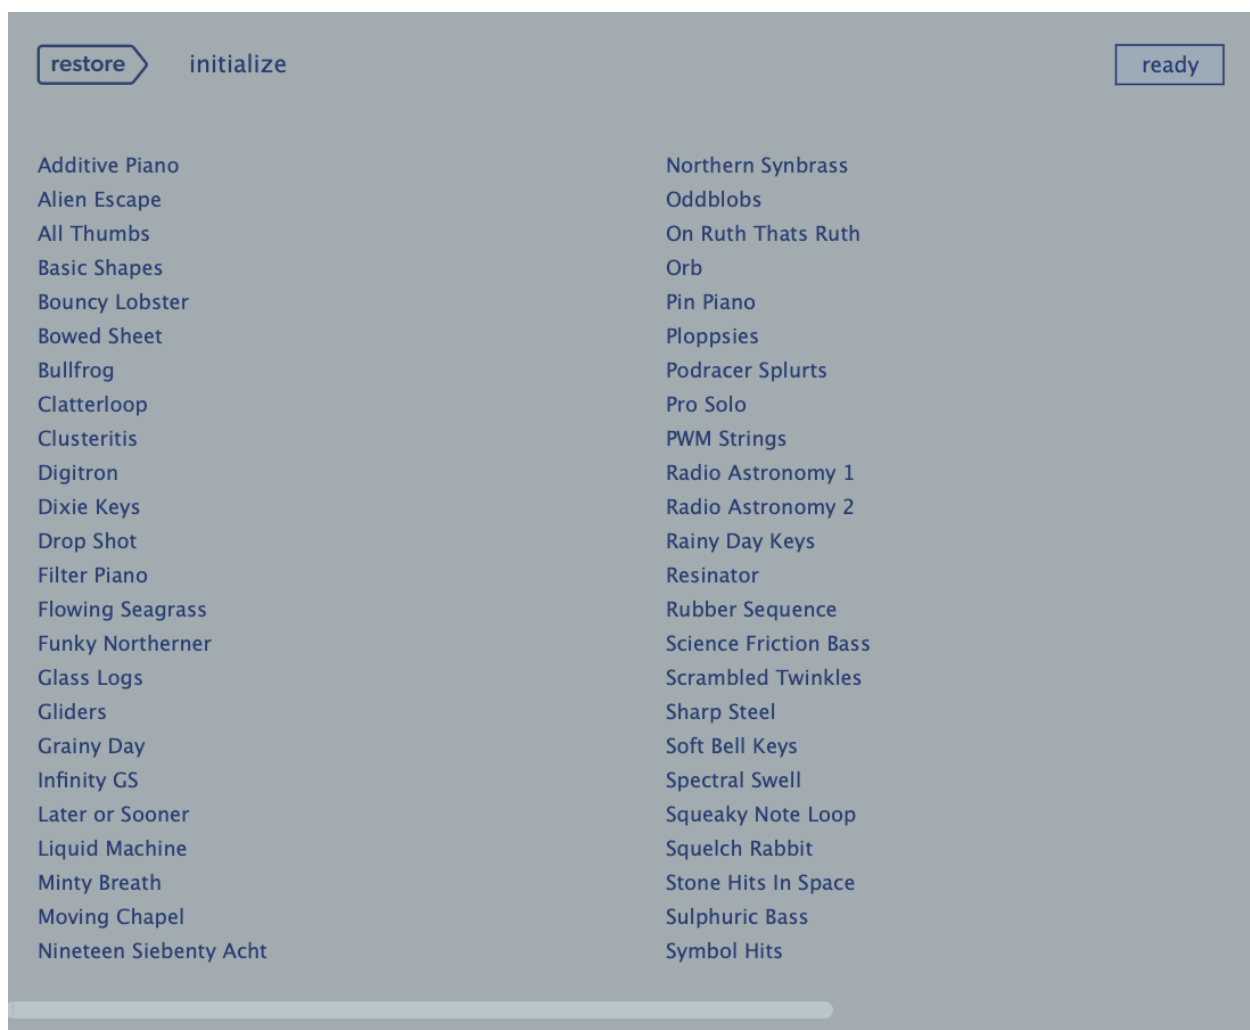 restore
initialize
ready
Additive Piano
Alien Escape
All Thumbs
Basic Shapes
Bouncy Lobster
Bowed Sheet
Bullfrog
Clatterloop
Clusteritis
Digitron
Dixie Keys
Drop Shot
Filter Piano
Flowing Seagrass
Funky Northerner
Glass Logs
Gliders
Grainy Day
Infinity GS
Later or Sooner
Liquid Machine
Minty Breath
Moving Chapel
Nineteen Siebenty Acht
Northern Synbrass
Oddblobs
On Ruth Thats Ruth
Orb
Pin Piano
Ploppsies
Podracer Splurts
Pro Solo
PWM Strings
Radio Astronomy 1
Radio Astronomy 2
Rainy Day Keys
Resinator
Rubber Sequence
Science Friction Bass
Scrambled Twinkles
Sharp Steel
Soft Bell Keys
Spectral Swell
Squeaky Note Loop
Squelch Rabbit
Stone Hits In Space
Sulphuric Bass
Symbol Hits